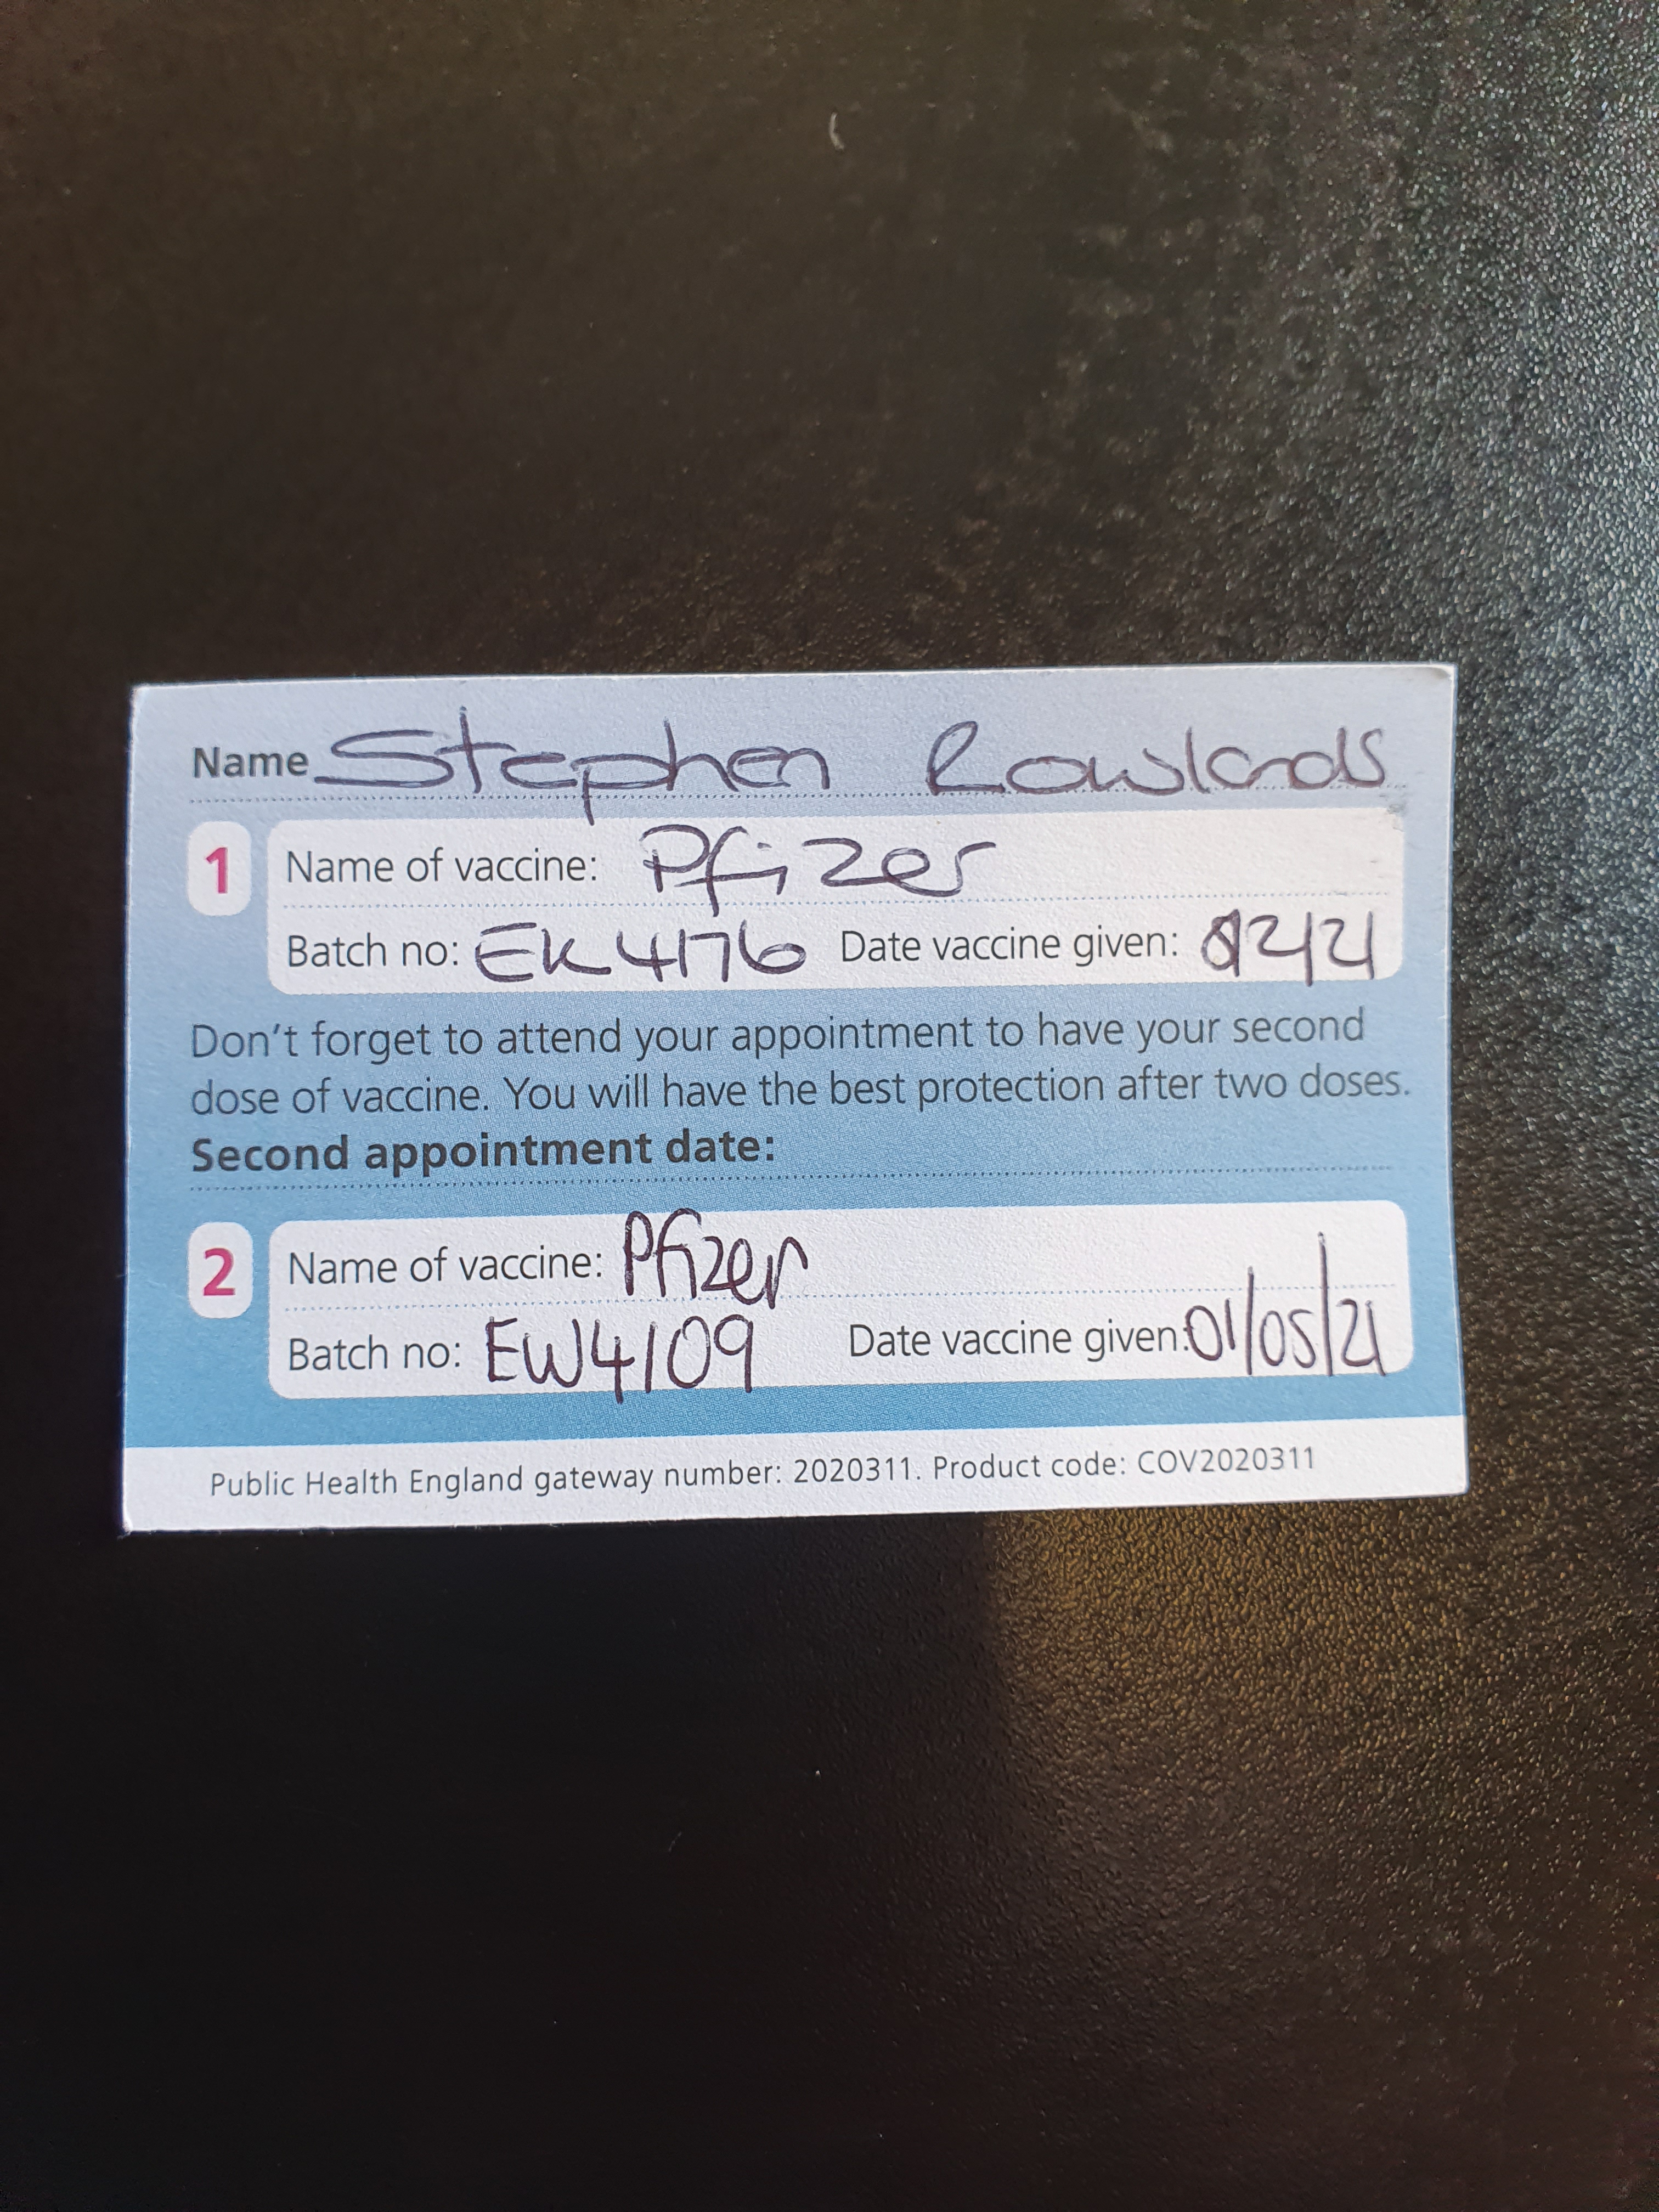 Name Stephen Rowlands
1 Name of vaccine: Pfizer
Batch no: EK4176 Date vaccine given:
Don't forget to attend your appointment to have your second
dose of vaccine. You will have the best protection after two doses.
Second appointment date:
2 Name of vaccine: Pfizer
Batch no: EW4109 Date vaccine given: 01/05/21
Public Health England gateway number: 2020311. Product code: COV2020311